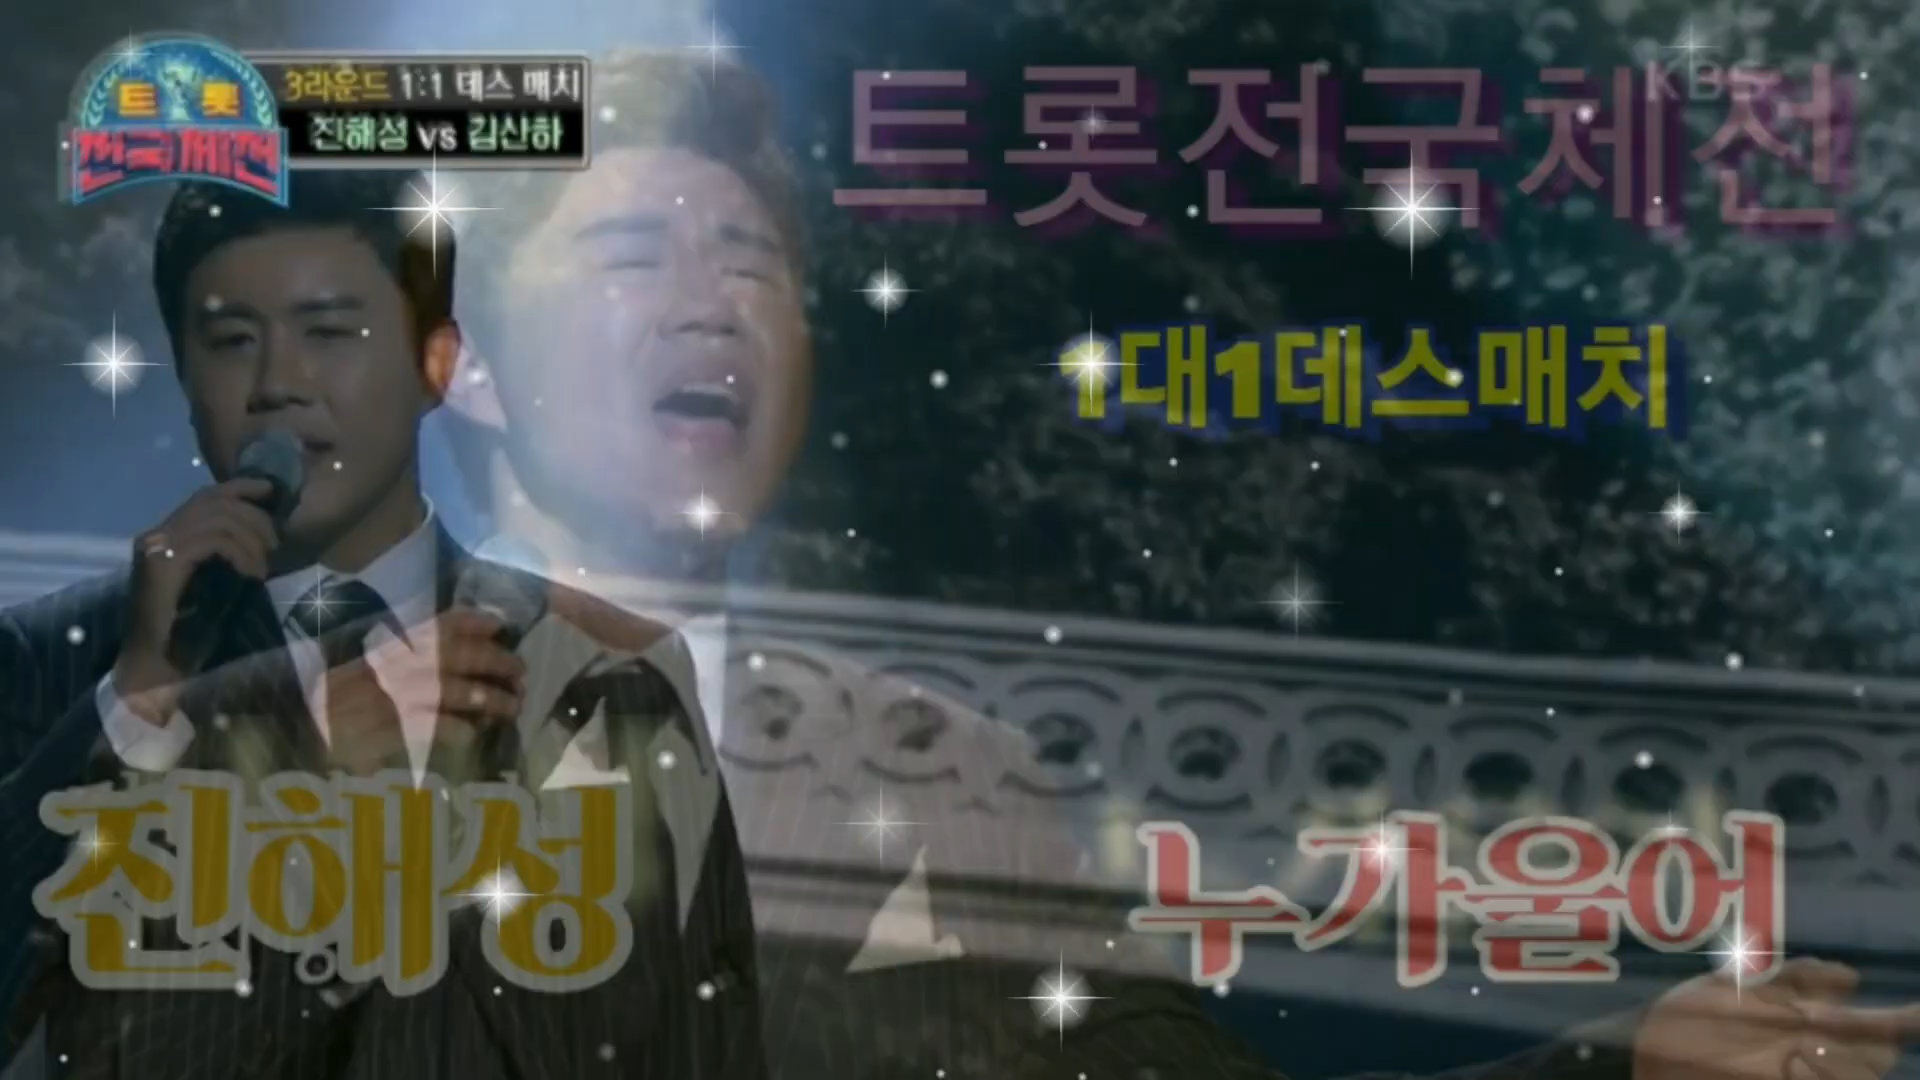 트롯
전국체전
3라운드 1:1 데스 매치
진해성 vs 김산하
KBS
트롯전국체전
1대1데스매치
진해성
누가울어